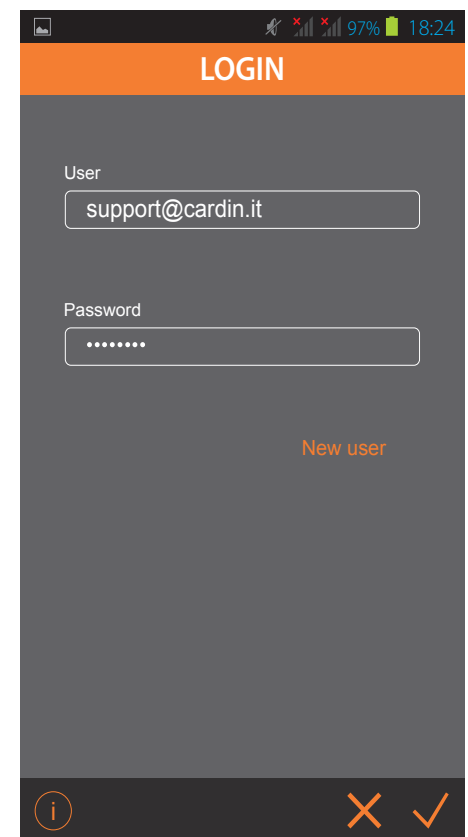 97% 18:24
LOGIN
User
support@cardin.it
Password
••••••••
New user
i